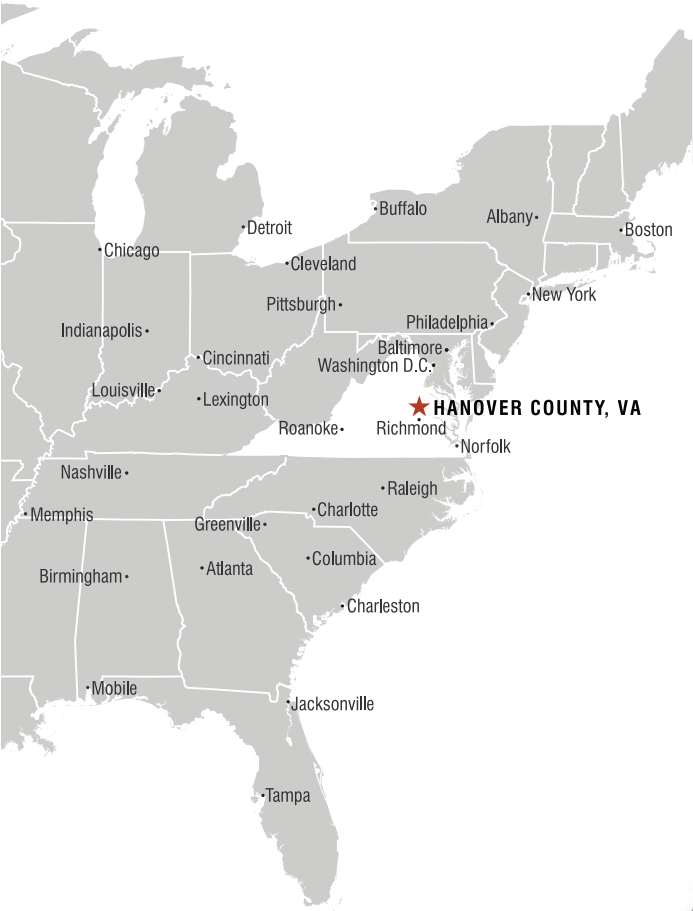 Buffalo
Albany
Boston
Detroit
Chicago
Cleveland
New York
Pittsburgh
Philadelphia
Indianapolis
Baltimore
Cincinnati
Washington D.C.
Louisville
Lexington
HANOVER COUNTY, VA
Roanoke
Richmond
Norfolk
Nashville
Raleigh
Charlotte
Memphis
Greenville
Columbia
Atlanta
Birmingham
Charleston
Mobile
Jacksonville
Tampa